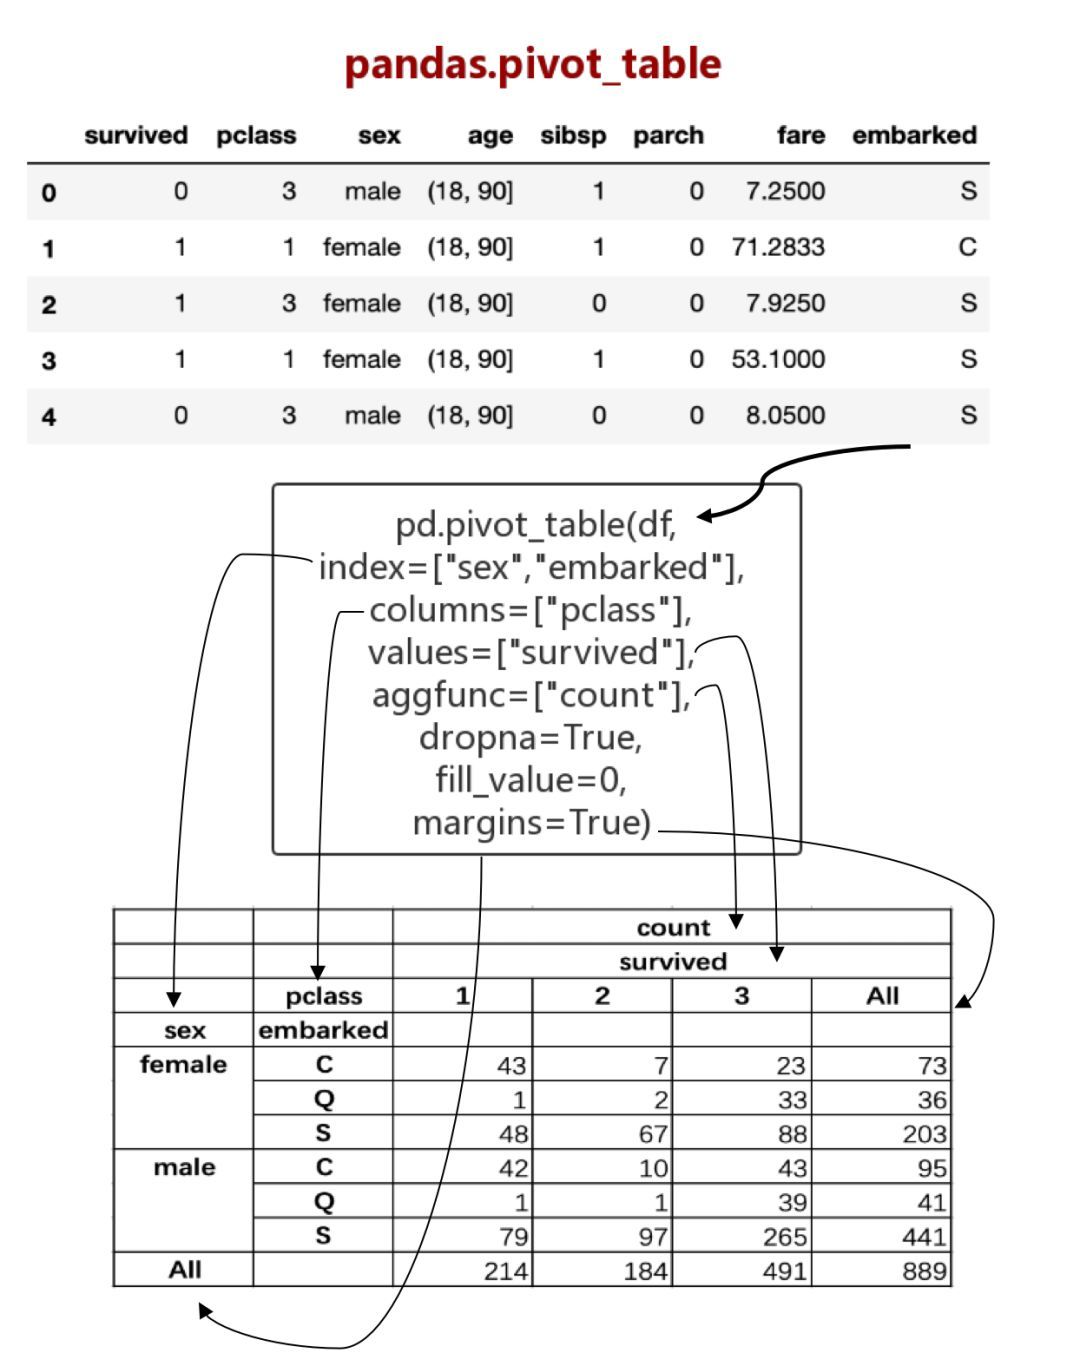 pandas.pivot_table
survived pclass sex age sibsp parch fare embarked
0 0 3 male (18, 90] 1 0 7.2500 S
1 1 1 female (18, 90] 1 0 71.2833 C
2 1 3 female (18, 90] 0 0 7.9250 S
3 1 1 female (18, 90] 1 0 53.1000 S
4 0 3 male (18, 90] 0 0 8.0500 S
pd.pivot_table(df,
index=["sex","embarked"],
columns=["pclass"],
values=["survived"],
aggfunc=["count"],
dropna=True,
fill_value=0,
margins=True)
count
survived
pclass 1 2 3 All
sex embarked
female C 43 7 23 73
Q 1 2 33 36
S 48 67 88 203
male C 42 10 43 95
Q 1 1 39 41
S 79 97 265 441
All 214 184 491 889